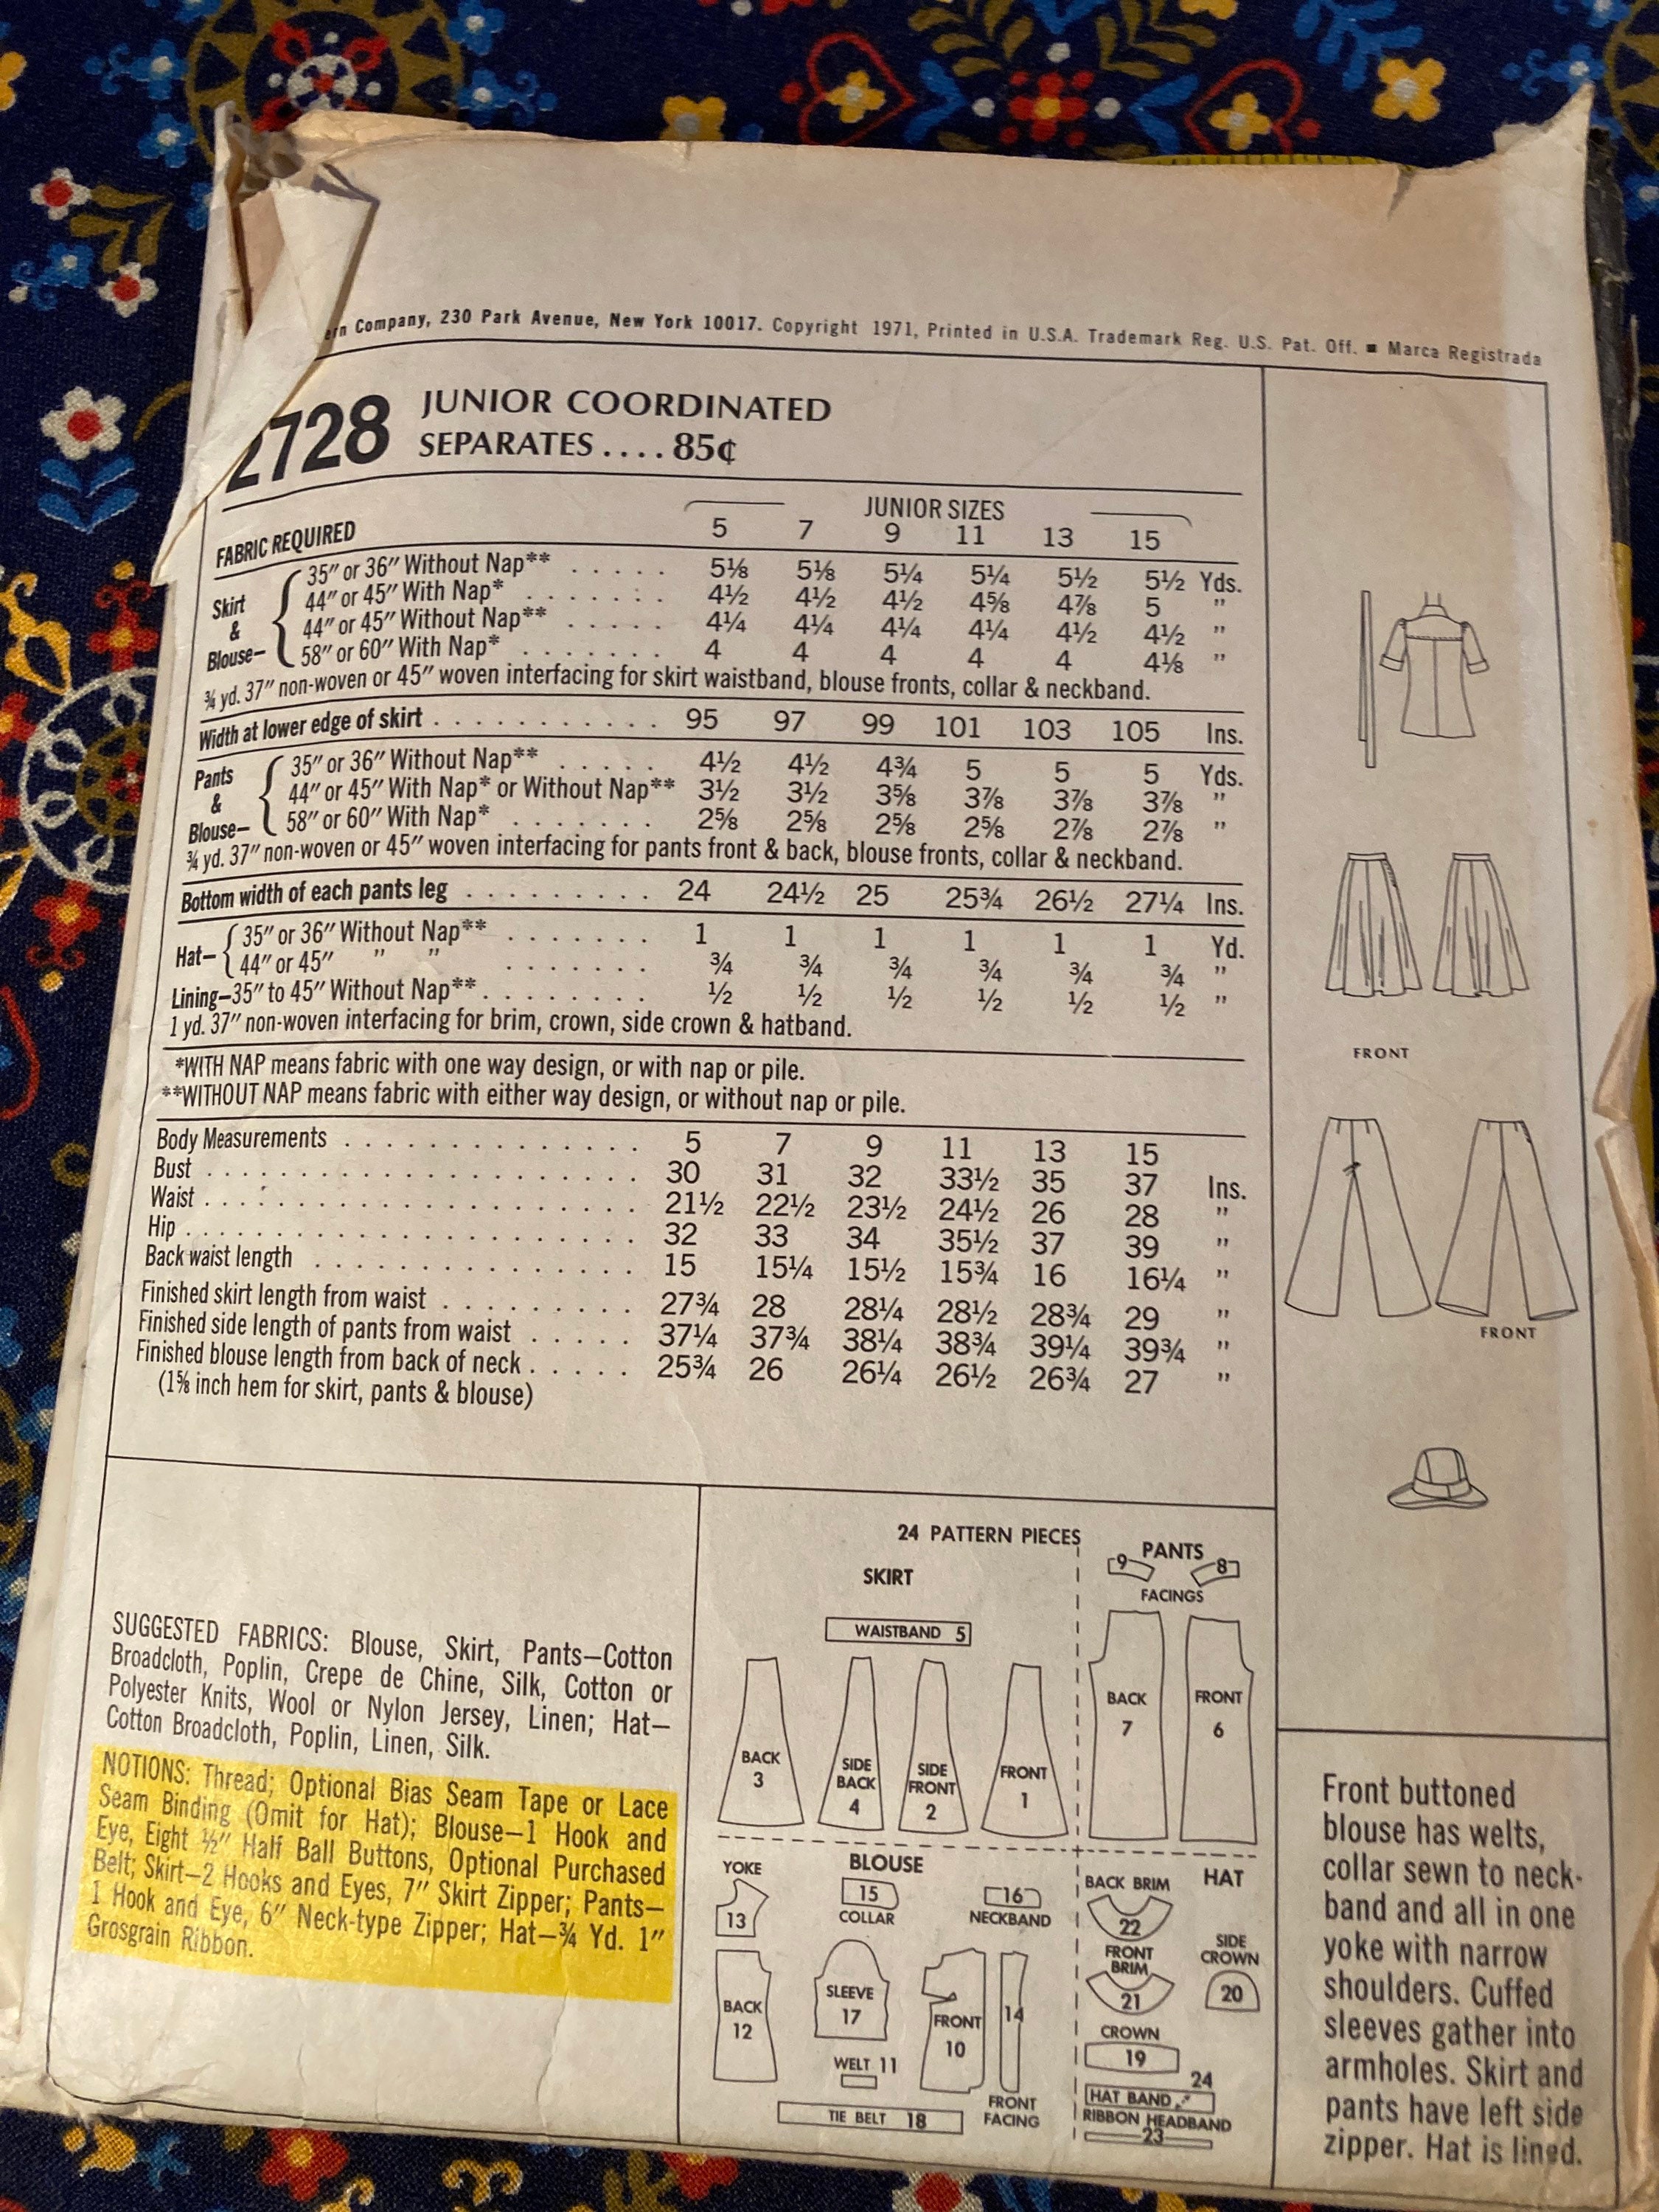 Company, 230 Park Avenue, New York 10017. Copyright 1971, Printed in U.S.A. Trademark Reg. U.S. Pat. Off. ■ Marca Registrada
2728
JUNIOR COORDINATED
SEPARATES .... 85¢
JUNIOR SIZES
FABRIC REQUIRED 5 7 9 11 13 15
Skirt & Blouse–
35″ or 36″ Without Nap** . . . . . 5⅛ 5⅛ 5¼ 5¼ 5½ 5½ Yds.
44″ or 45″ With Nap* . . . . . . . 4½ 4½ 4½ 4⅝ 4⅞ 5 ″
44″ or 45″ Without Nap** . . . . . 4¼ 4¼ 4¼ 4¼ 4½ 4½ ″
58″ or 60″ With Nap* . . . . . . . 4 4 4 4 4 4⅛ ″
¾ yd. 37″ non-woven or 45″ woven interfacing for skirt waistband, blouse fronts, collar & neckband.
Width at lower edge of skirt . . . . . . . . . . . 95 97 99 101 103 105 Ins.
Pants & Blouse–
35″ or 36″ Without Nap** . . . . . 4½ 4½ 4¾ 5 5 5 Yds.
44″ or 45″ With Nap* or Without Nap** 3½ 3½ 3⅝ 3⅞ 3⅞ 3⅞ ″
58″ or 60″ With Nap* . . . . . . . 2⅝ 2⅝ 2⅝ 2⅝ 2⅞ 2⅞ ″
¾ yd. 37″ non-woven or 45″ woven interfacing for pants front & back, blouse fronts, collar & neckband.
Bottom width of each pants leg . . . . . . . . . 24 24½ 25 25¾ 26½ 27¼ Ins.
Hat–
35″ or 36″ Without Nap** . . . . . . . 1 1 1 1 1 1 Yd.
44″ or 45″ ″ ″ . . . . . . . ¾ ¾ ¾ ¾ ¾ ¾ ″
Lining–35″ to 45″ Without Nap** . . . . . . . . ½ ½ ½ ½ ½ ½ ″
1 yd. 37″ non-woven interfacing for brim, crown, side crown & hatband.
*WITH NAP means fabric with one way design, or with nap or pile.
**WITHOUT NAP means fabric with either way design, or without nap or pile.
Body Measurements . . . . . . . . . . . . . . 5 7 9 11 13 15
Bust . . . . . . . . . . . . . . . . . . . . 30 31 32 33½ 35 37 Ins.
Waist . . . . . . . . . . . . . . . . . . . . 21½ 22½ 23½ 24½ 26 28 ″
Hip . . . . . . . . . . . . . . . . . . . . . 32 33 34 35½ 37 39 ″
Back waist length . . . . . . . . . . . . . . 15 15¼ 15½ 15¾ 16 16¼ ″
Finished skirt length from waist . . . . . . . . . 27¾ 28 28¼ 28½ 28¾ 29 ″
Finished side length of pants from waist . . . . . 37¼ 37¾ 38¼ 38¾ 39¼ 39¾ ″
Finished blouse length from back of neck . . . . . 25¾ 26 26¼ 26½ 26¾ 27 ″
(1⅝ inch hem for skirt, pants & blouse)
FRONT
FRONT
SUGGESTED FABRICS: Blouse, Skirt, Pants–Cotton
Broadcloth, Poplin, Crepe de Chine, Silk, Cotton or
Polyester Knits, Wool or Nylon Jersey, Linen; Hat–
Cotton Broadcloth, Poplin, Linen, Silk.
NOTIONS: Thread; Optional Bias Seam Tape or Lace
Seam Binding (Omit for Hat); Blouse–1 Hook and
Eye, Eight ½″ Half Ball Buttons, Optional Purchased
Belt; Skirt–2 Hooks and Eyes, 7″ Skirt Zipper; Pants–
1 Hook and Eye, 6″ Neck-type Zipper; Hat–¾ Yd. 1″
Grosgrain Ribbon.
24 PATTERN PIECES
SKIRT
WAISTBAND 5
BACK 3
SIDE BACK 4
SIDE FRONT 2
FRONT 1
PANTS
9 8
FACINGS
BACK 7
FRONT 6
BLOUSE
YOKE 13
15 COLLAR
16 NECKBAND
BACK 12
SLEEVE 17
WELT 11
FRONT 10
14
FRONT FACING
TIE BELT 18
HAT
BACK BRIM 22
FRONT BRIM 21
SIDE CROWN 20
CROWN 19
24
HAT BAND
RIBBON HEADBAND
23
Front buttoned
blouse has welts,
collar sewn to neck-
band and all in one
yoke with narrow
shoulders. Cuffed
sleeves gather into
armholes. Skirt and
pants have left side
zipper. Hat is lined.